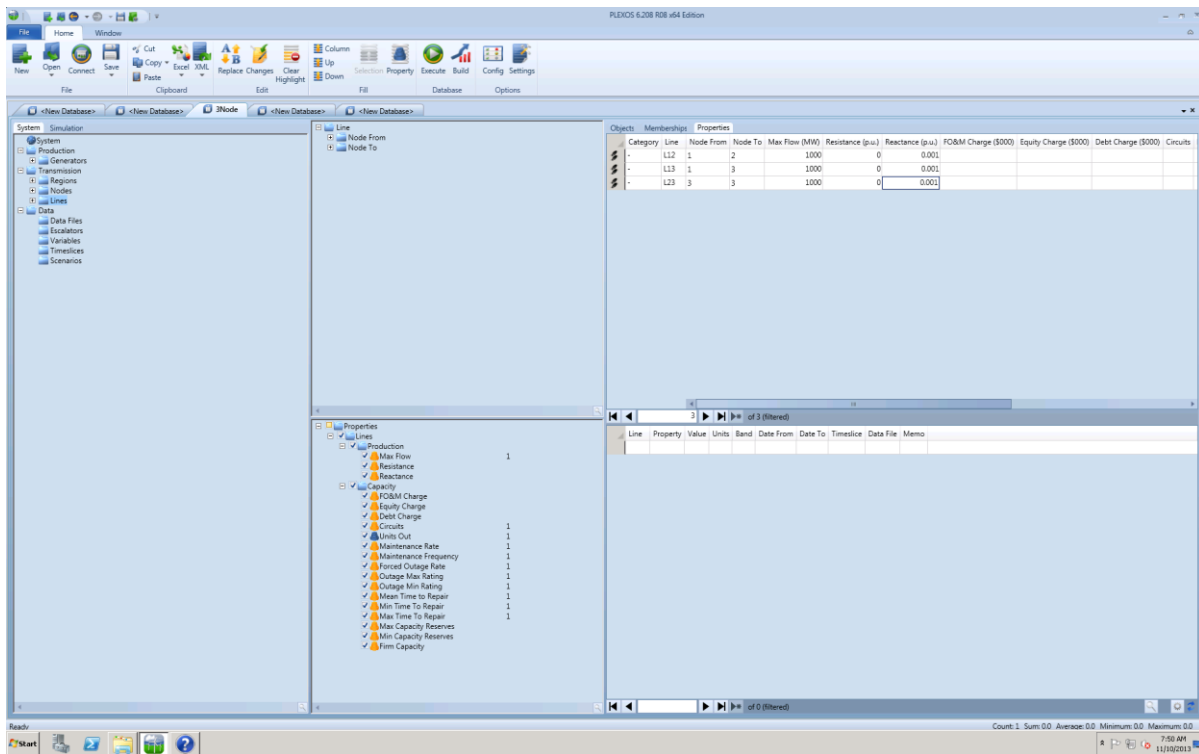 PLEXOS 6.208 R08 x64 Edition
File Home Window
New Open Connect Save Cut Copy Paste Excel XML Replace Changes Clear Highlight Column Up Down Selection Property Execute Build Config Settings
File Clipboard Edit Fill Database Options
<New Database> <New Database> 3Node <New Database> <New Database>
System Simulation
System
Production
Generators
Transmission
Regions
Nodes
Lines
Data
Data Files
Escalators
Variables
Timeslices
Scenarios
Line
Node From
Node To
Properties
Lines
Production
Max Flow 1
Resistance
Reactance
Capacity
FO&M Charge
Equity Charge
Debt Charge
Circuits 1
Units Out 1
Maintenance Rate 1
Maintenance Frequency 1
Forced Outage Rate 1
Outage Max Rating 1
Outage Min Rating 1
Mean Time to Repair 1
Min Time To Repair 1
Max Time To Repair 1
Max Capacity Reserves
Min Capacity Reserves
Firm Capacity
Objects Memberships Properties
Category Line Node From Node To Max Flow (MW) Resistance (p.u.) Reactance (p.u.) FO&M Charge ($000) Equity Charge ($000) Debt Charge ($000) Circuits
- L12 1 2 1000 0 0.001
- L13 1 3 1000 0 0.001
- L23 3 3 1000 0 0.001
3 of 3 (filtered)
Line Property Value Units Band Date From Date To Timeslice Data File Memo
of 0 (filtered)
Ready
Count: 1 Sum: 0.0 Average: 0.0 Minimum: 0.0 Maximum: 0.0
Start
7:50 AM
11/10/2013